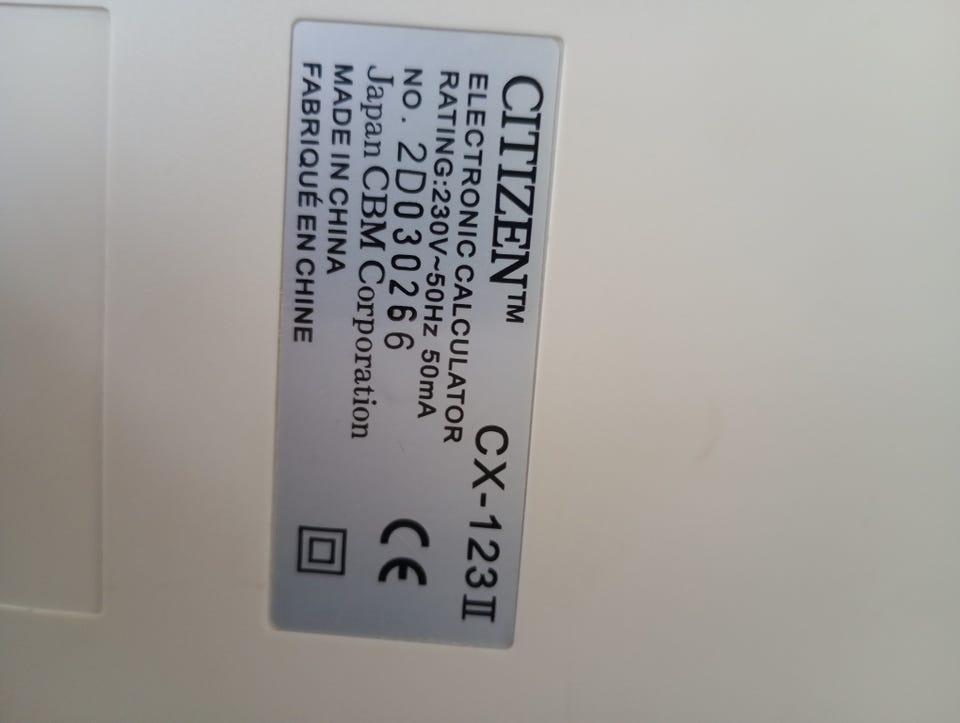 CITIZEN™ CX-123Ⅱ
ELECTRONIC CALCULATOR
RATING:230V~50Hz 50mA
NO. 2D030266
Japan CBM Corporation
MADE IN CHINA
FABRIQUÉ EN CHINE
CE